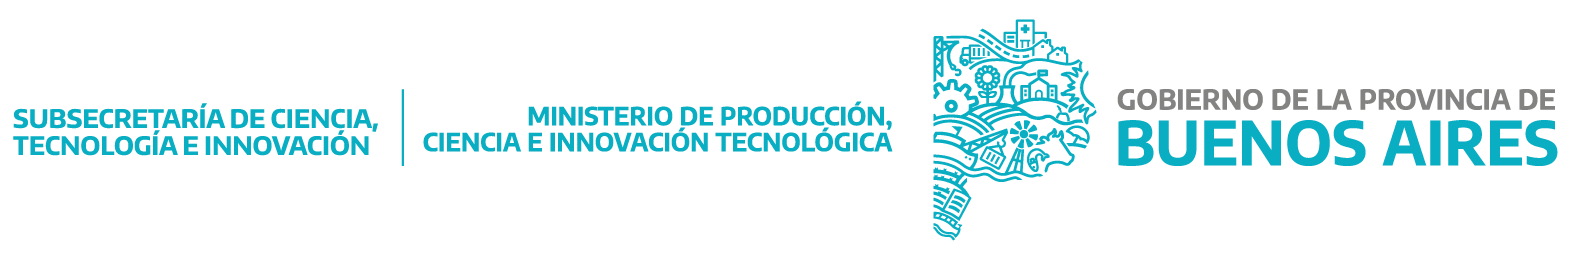 SUBSECRETARÍA DE CIENCIA,
TECNOLOGÍA E INNOVACIÓN
MINISTERIO DE PRODUCCIÓN,
CIENCIA E INNOVACIÓN TECNOLÓGICA
GOBIERNO DE LA PROVINCIA DE
BUENOS AIRES